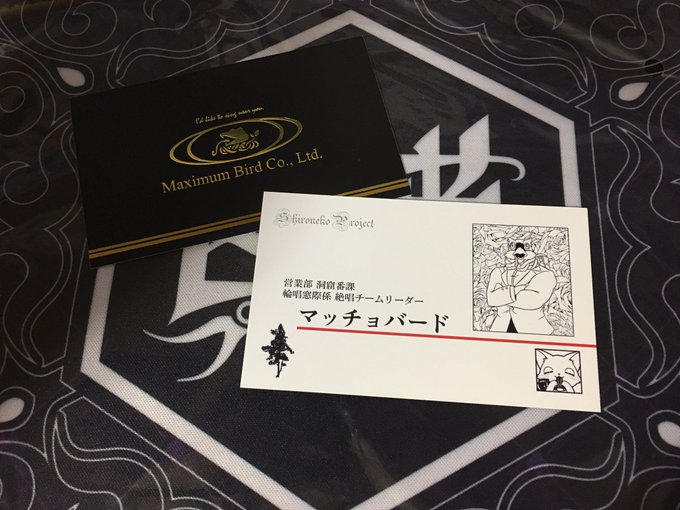 I'd like to sing near you.
Maximum Bird Co., Ltd.
Shironeko Project
営業部 洞窟番課
輪唱窓際係 絶唱チームリーダー
マッチョバード